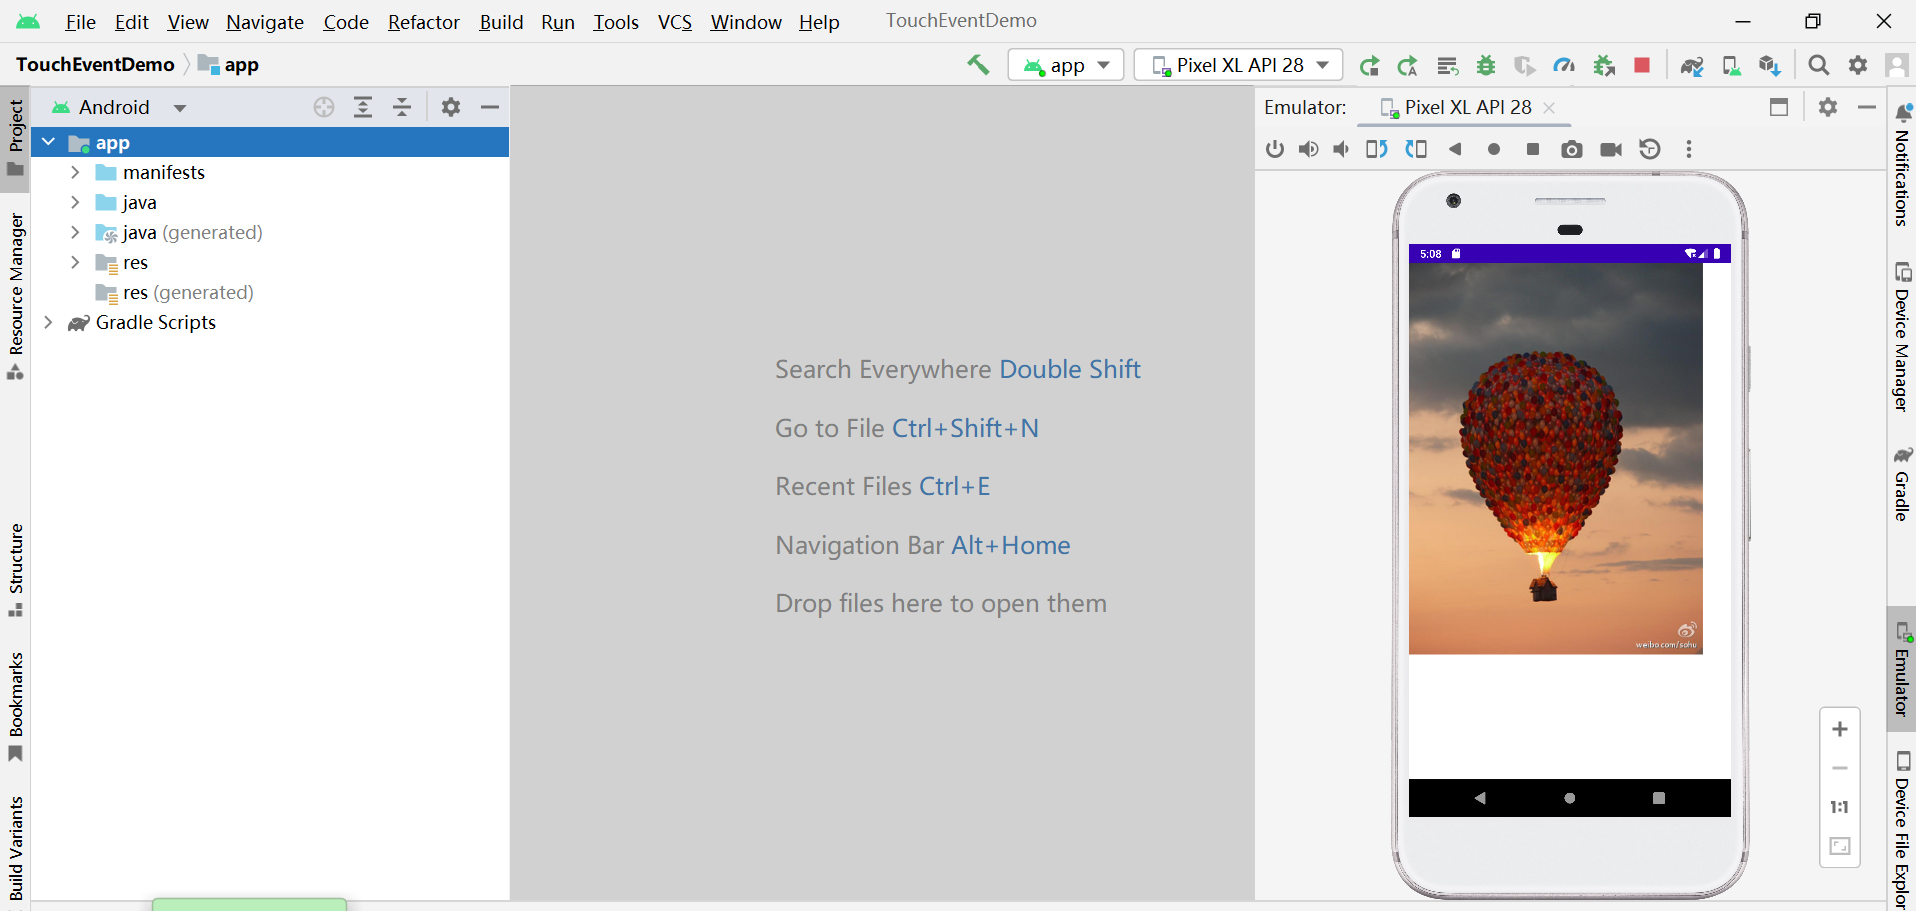 File Edit View Navigate Code Refactor Build Run Tools VCS Window Help TouchEventDemo
TouchEventDemo app
app Pixel XL API 28
Project
Resource Manager
Structure
Bookmarks
Build Variants
Android
app
manifests
java
java (generated)
res
res (generated)
Gradle Scripts
Search Everywhere Double Shift
Go to File Ctrl+Shift+N
Recent Files Ctrl+E
Navigation Bar Alt+Home
Drop files here to open them
Emulator: Pixel XL API 28
5:08
weibo.com/sohu
1:1
Notifications
Device Manager
Gradle
Emulator
Device File Explor